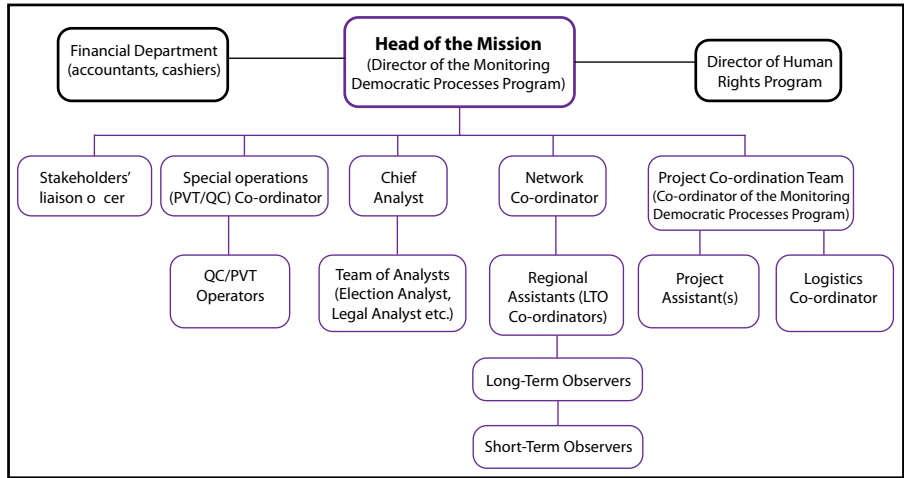 Financial Department
(accountants, cashiers)
Head of the Mission
(Director of the Monitoring
Democratic Processes Program)
Director of Human
Rights Program
Stakeholders'
liaison o cer
Special operations
(PVT/QC) Co-ordinator
Chief
Analyst
Network
Co-ordinator
Project Co-ordination Team
(Co-ordinator of the Monitoring
Democratic Processes Program)
QC/PVT
Operators
Team of Analysts
(Election Analyst,
Legal Analyst etc.)
Regional
Assistants (LTO
Co-ordinators)
Project
Assistant(s)
Logistics
Co-ordinator
Long-Term Observers
Short-Term Observers